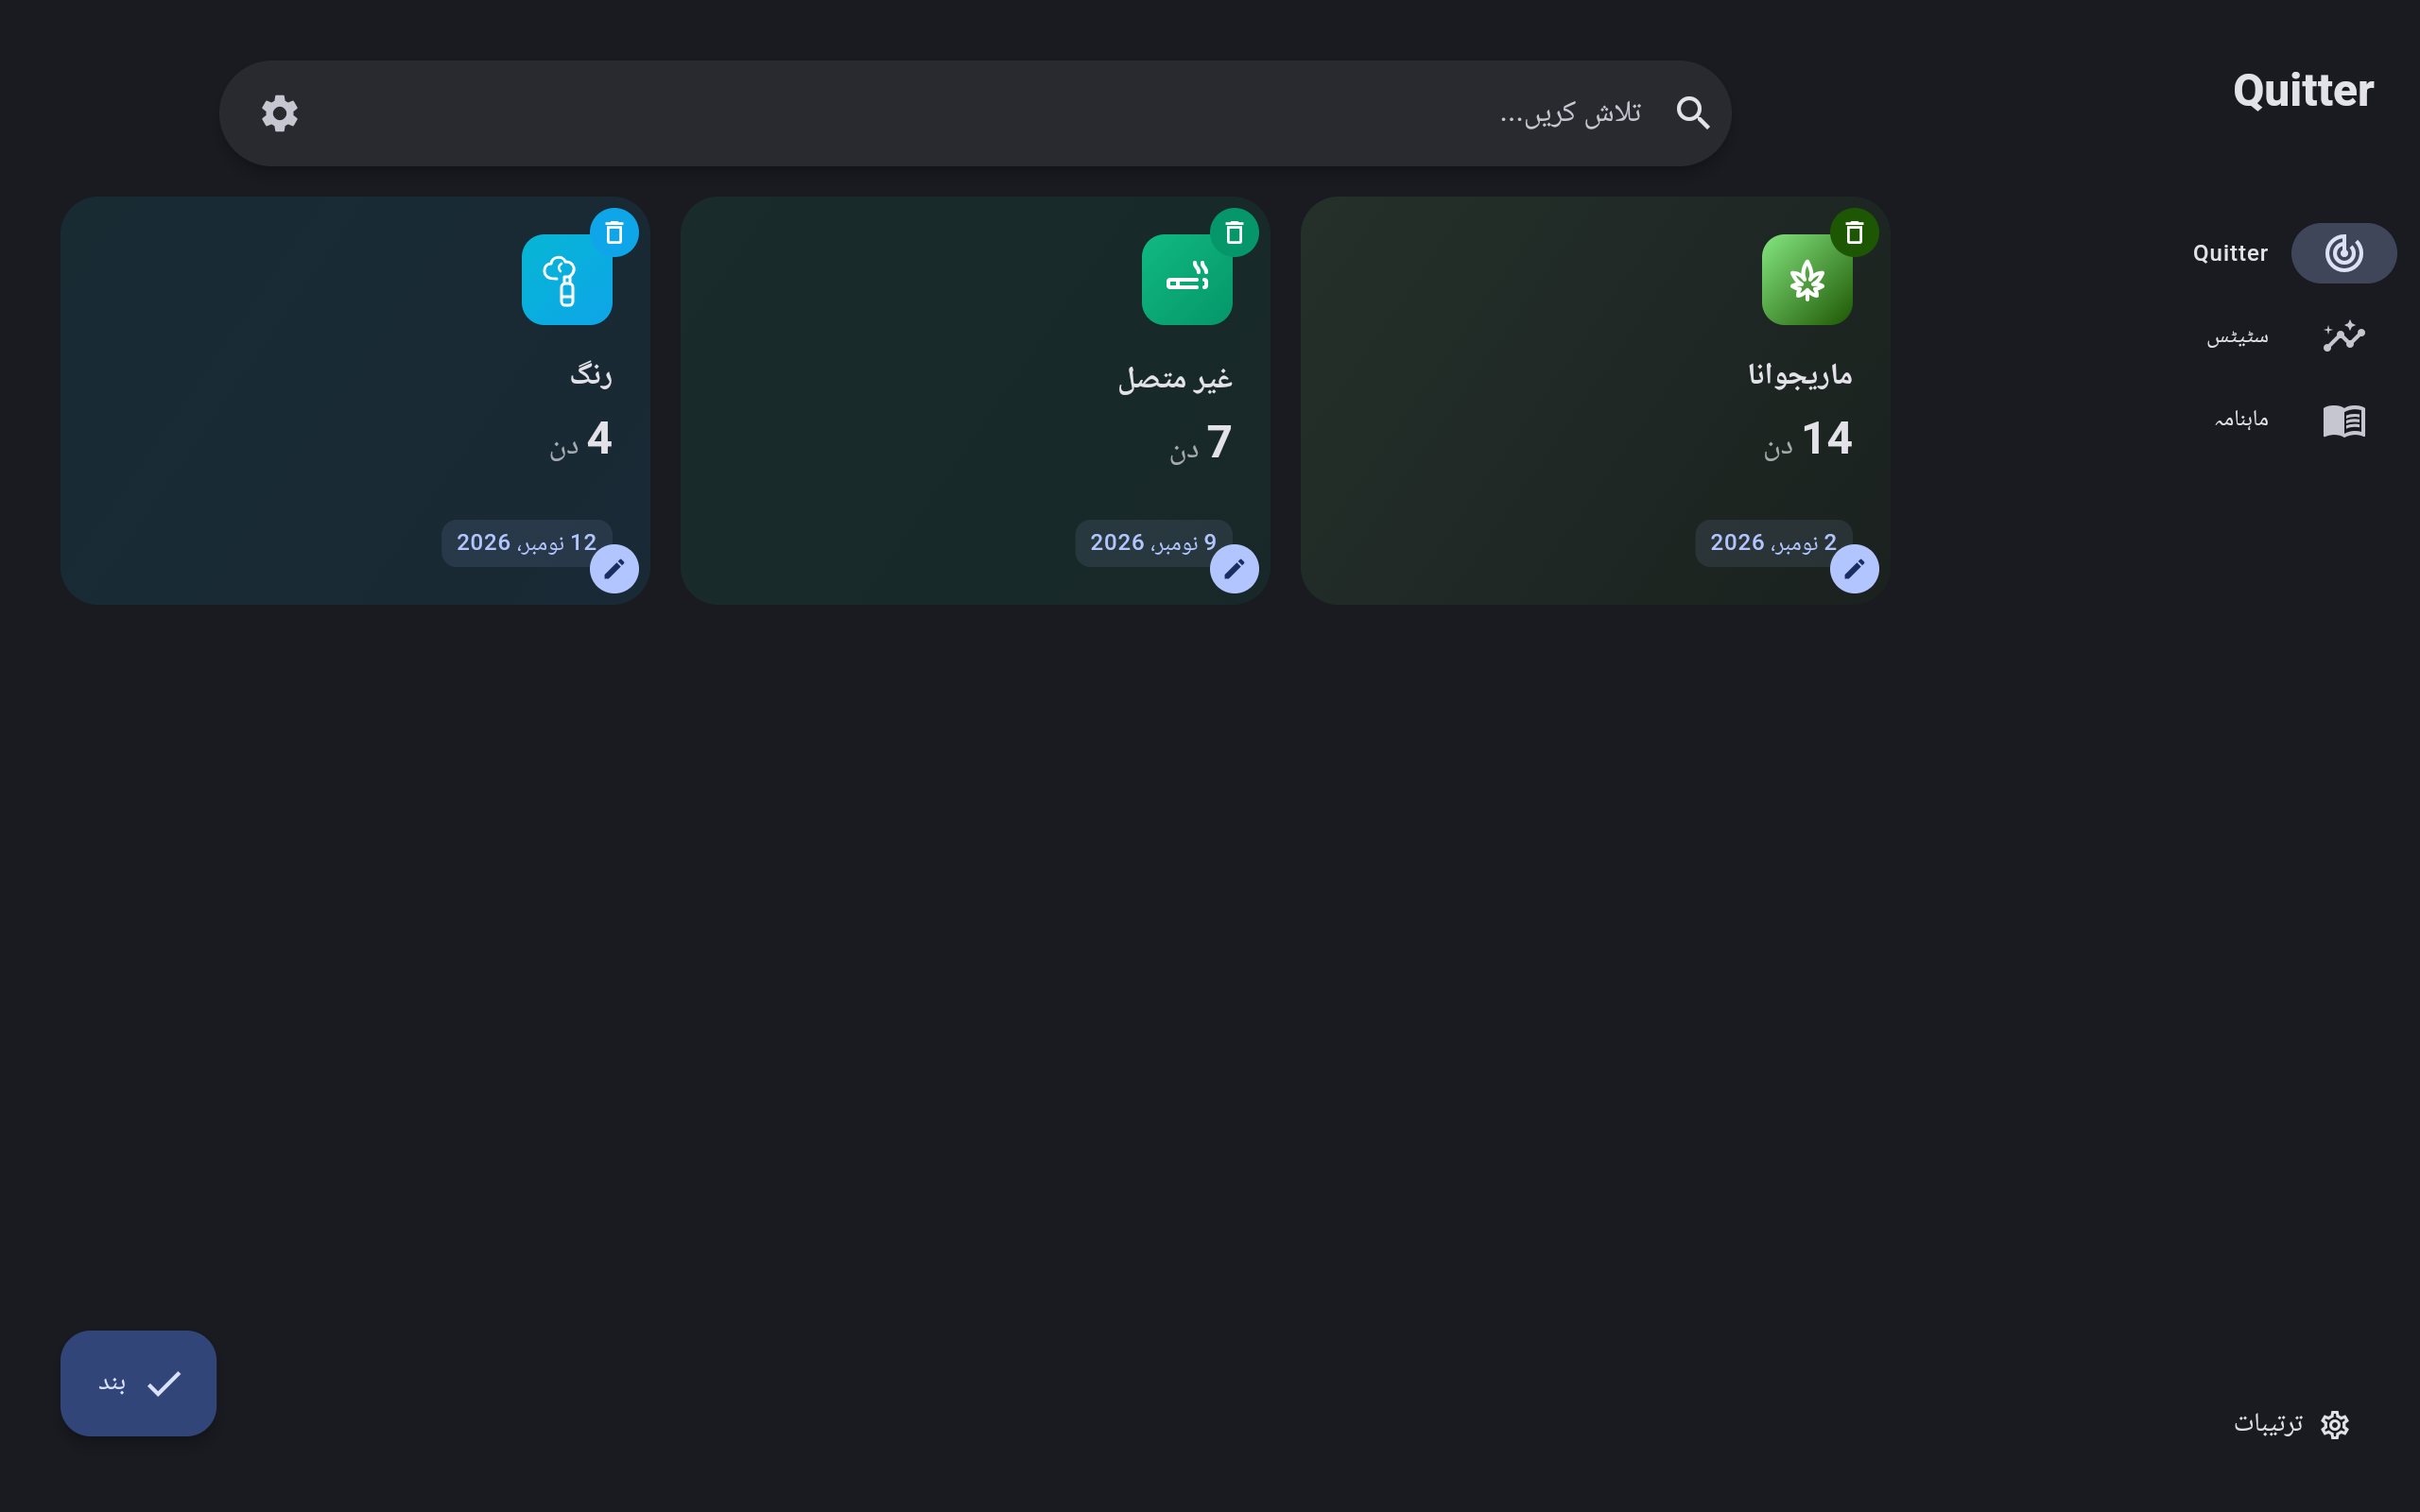 Quitter
Quitter
سٹیٹس
ماہنامہ
ترتیبات
تلاش کریں...
ماریجوانا
14 دن
2 نومبر، 2026
غیر متصل
7 دن
9 نومبر، 2026
رنگ
4 دن
12 نومبر، 2026
بند